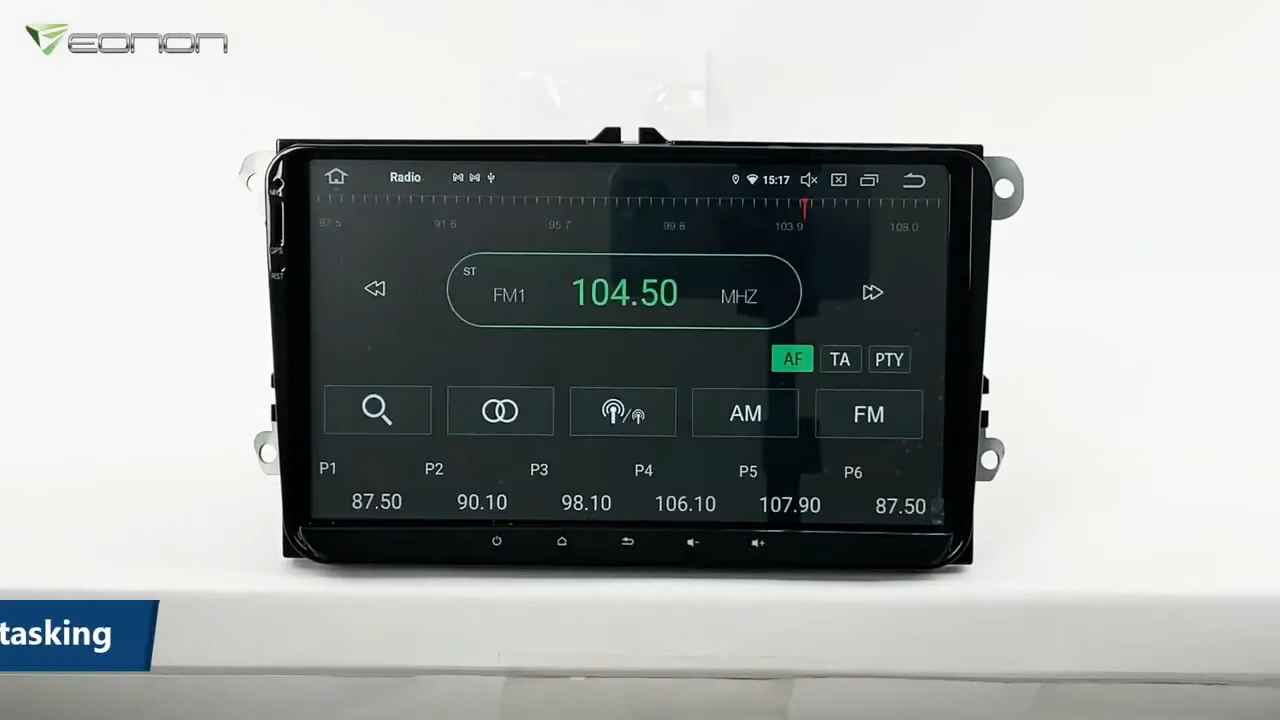 eonon
Radio 15:17
87.5 91.6 95.7 99.8 103.9 108.0
ST
FM1 104.50 MHZ
AF TA PTY
AM FM
P1 P2 P3 P4 P5 P6
87.50 90.10 98.10 106.10 107.90 87.50
GPS
RST
tasking